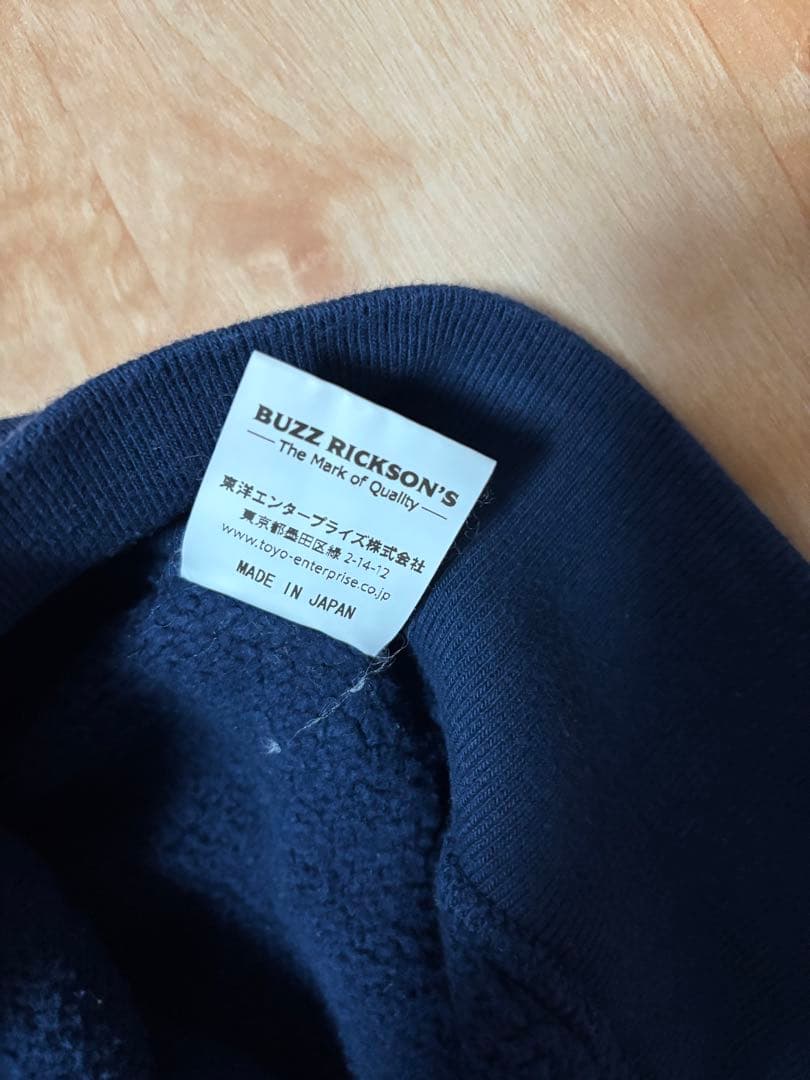 BUZZ RICKSON'S
The Mark of Quality
東洋エンタープライズ株式会社
東京都墨田区緑 2-14-12
www.toyo-enterprise.co.jp
MADE IN JAPAN